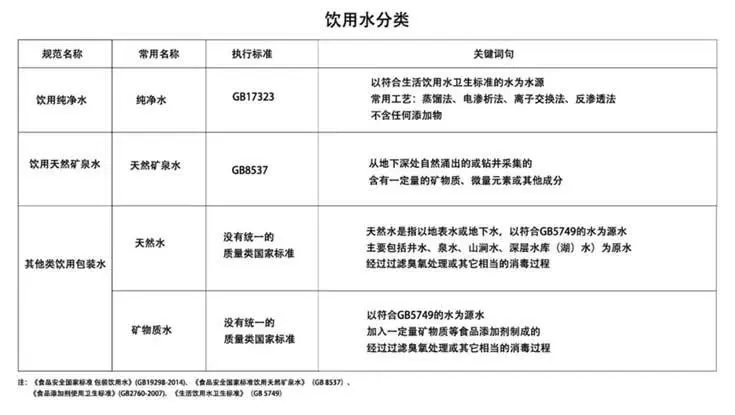 饮用水分类
规范名称 常用名称 执行标准 关键词句
饮用纯净水 纯净水 GB17323 以符合生活饮用水卫生标准的水为水源
常用工艺：蒸馏法、电渗析法、离子交换法、反渗透法
不含任何添加物
饮用天然矿泉水 天然矿泉水 GB8537 从地下深处自然涌出的或钻井采集的
含有一定量的矿物质、微量元素或其他成分
其他类饮用包装水 天然水 没有统一的
质量类国家标准 天然水是指以地表水或地下水，以符合GB5749的水为源水
主要包括井水、泉水、山涧水、深层水库（湖）水）为原水
经过过滤臭氧处理或其它相当的消毒过程
矿物质水 没有统一的
质量类国家标准 以符合GB5749的水为源水
加入一定量矿物质等食品添加剂制成的
经过过滤臭氧处理或其它相当的消毒过程
注：《食品安全国家标准 包装饮用水》(GB19298-2014)、《食品安全国家标准饮用天然矿泉水》（GB 8537）、
《食品添加剂使用卫生标准》(GB2760-2007)、《生活饮用水卫生标准》（GB 5749）